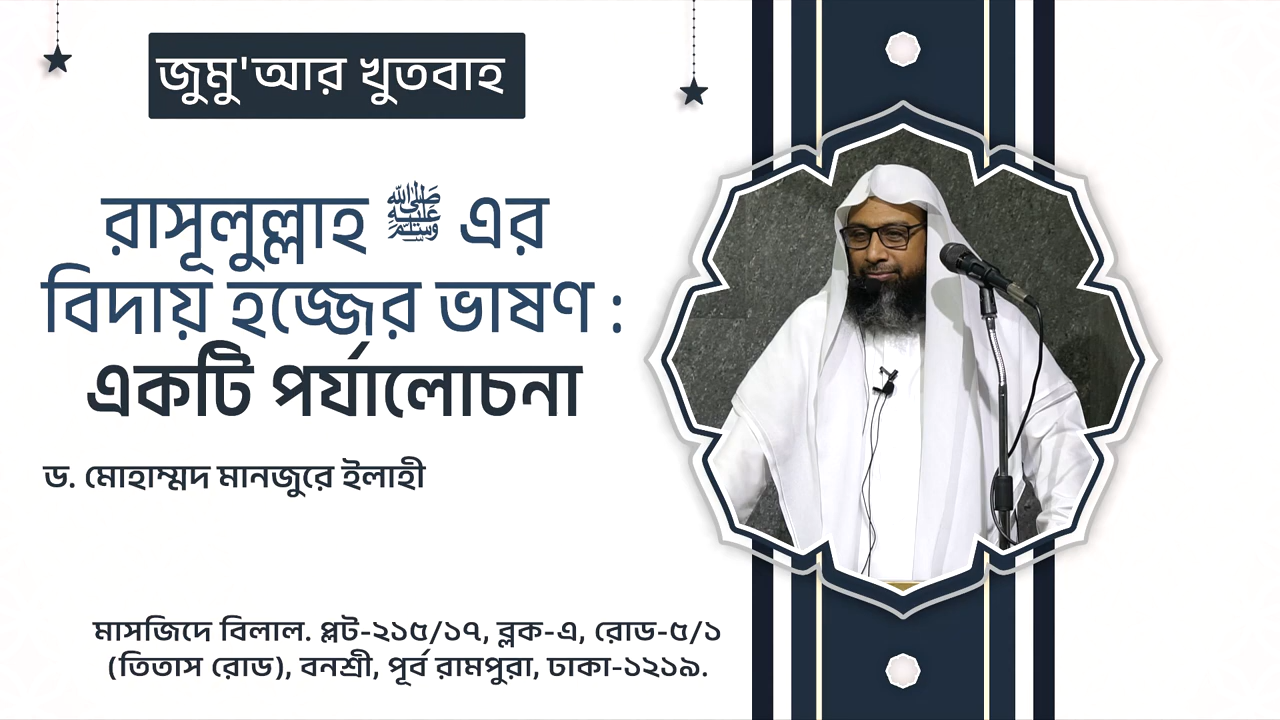 জুমু'আর খুতবাহ
রাসূলুল্লাহ ﷺ এর
বিদায় হজ্জের ভাষণ :
একটি পর্যালোচনা
ড. মোহাম্মদ মানজুরে ইলাহী
মাসজিদে বিলাল. প্লট-২১৫/১৭, ব্লক-এ, রোড-৫/১
(তিতাস রোড), বনশ্রী, পূর্ব রামপুরা, ঢাকা-১২১৯.